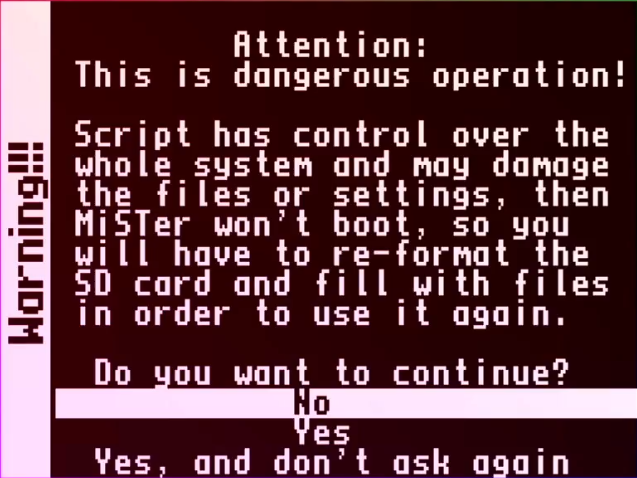 Warning!!!
Attention:
This is dangerous operation!
Script has control over the
whole system and may damage
the files or settings, then
MiSTer won't boot, so you
will have to re-format the
SD card and fill with files
in order to use it again.
Do you want to continue?
No
Yes
Yes, and don't ask again